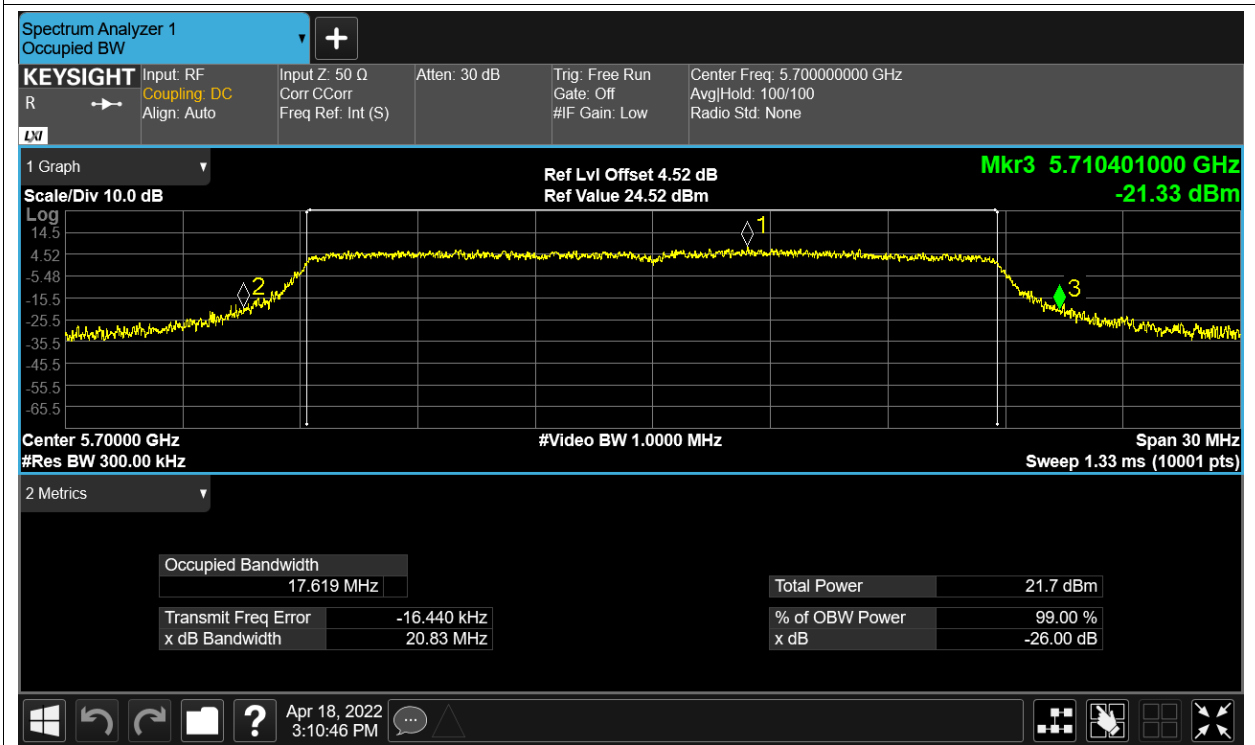 Spectrum Analyzer 1
Occupied BW
KEYSIGHT
R
LXI
Input: RF
Coupling: DC
Align: Auto
Input Z: 50 Ω
Corr CCorr
Freq Ref: Int (S)
Atten: 30 dB
Trig: Free Run
Gate: Off
#IF Gain: Low
Center Freq: 5.700000000 GHz
Avg|Hold: 100/100
Radio Std: None
1 Graph
Scale/Div 10.0 dB
Ref Lvl Offset 4.52 dB
Ref Value 24.52 dBm
Mkr3 5.710401000 GHz
-21.33 dBm
Log
14.5
4.52
-5.48
-15.5
-25.5
-35.5
-45.5
-55.5
-65.5
1
2
3
Center 5.70000 GHz
#Res BW 300.00 kHz
#Video BW 1.0000 MHz
Span 30 MHz
Sweep 1.33 ms (10001 pts)
2 Metrics
Occupied Bandwidth
17.619 MHz
Transmit Freq Error -16.440 kHz
x dB Bandwidth 20.83 MHz
Total Power 21.7 dBm
% of OBW Power 99.00 %
x dB -26.00 dB
?
Apr 18, 2022
3:10:46 PM